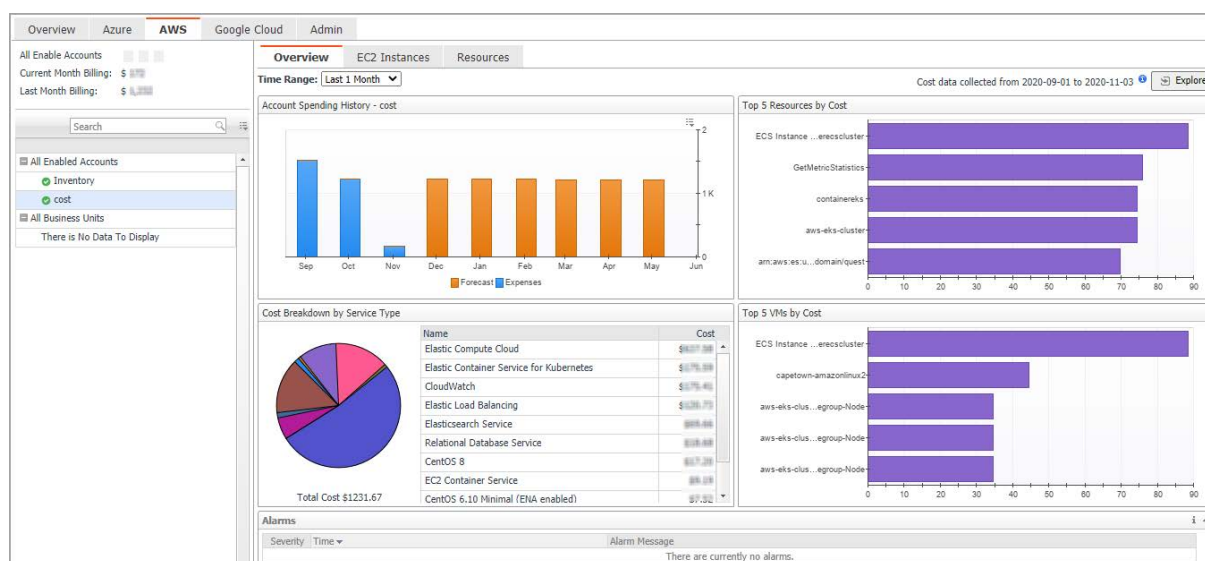 Overview Azure AWS Google Cloud Admin
All Enable Accounts
Current Month Billing: $
Last Month Billing: $
Search
All Enabled Accounts
Inventory
cost
All Business Units
There is No Data To Display
Overview EC2 Instances Resources
Time Range: Last 1 Month
Cost data collected from 2020-09-01 to 2020-11-03 Explore
Account Spending History - cost
2
1K
0
Sep Oct Nov Dec Jan Feb Mar Apr May Jun
Forecast Expenses
Top 5 Resources by Cost
ECS Instance ...erecscluster
GetMetricStatistics
containereks
aws-eks-cluster
arn:aws:es:u...domain/quest
0 10 20 30 40 50 60 70 80 90
Cost Breakdown by Service Type
Name Cost
Elastic Compute Cloud
Elastic Container Service for Kubernetes
CloudWatch
Elastic Load Balancing
Elasticsearch Service
Relational Database Service
CentOS 8
EC2 Container Service
CentOS 6.10 Minimal (ENA enabled)
Total Cost $1231.67
Top 5 VMs by Cost
ECS Instance ...erecscluster
capetown-amazonlinux2
aws-eks-clus...egroup-Node
aws-eks-clus...egroup-Node
aws-eks-clus...egroup-Node
0 10 20 30 40 50 60 70 80 90
Alarms
Severity Time Alarm Message
There are currently no alarms.